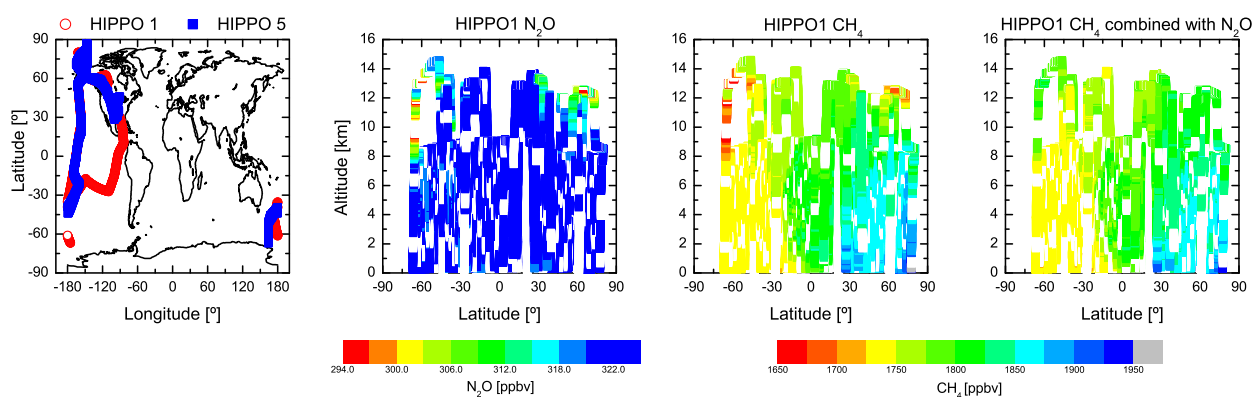 HIPPO 1 HIPPO 5
HIPPO1 N2O
HIPPO1 CH4
HIPPO1 CH4 combined with N2O
90
60
30
0
-30
-60
-90
Latitude [º]
-180 -120 -60 0 60 120 180
Longitude [º]
16
14
12
10
8
6
4
2
0
Altitude [km]
-90 -60 -30 0 30 60 90
Latitude [º]
16
14
12
10
8
6
4
2
0
-90 -60 -30 0 30 60 90
Latitude [º]
16
14
12
10
8
6
4
2
0
-90 -60 -30 0 30 60 90
Latitude [º]
294.0 300.0 306.0 312.0 318.0 322.0
N2O [ppbv]
1650 1700 1750 1800 1850 1900 1950
CH4 [ppbv]